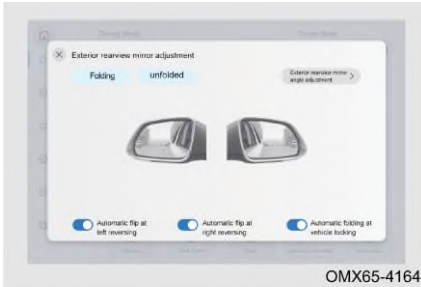 Exterior rearview minror adjustment
Folding
unfolded
Exterior rearview mirror
angle adjustment
Automatic flip at
left reversing
Automatic flip at
right reversing
Automatic folding at
vehicle locking
OMX65-4164